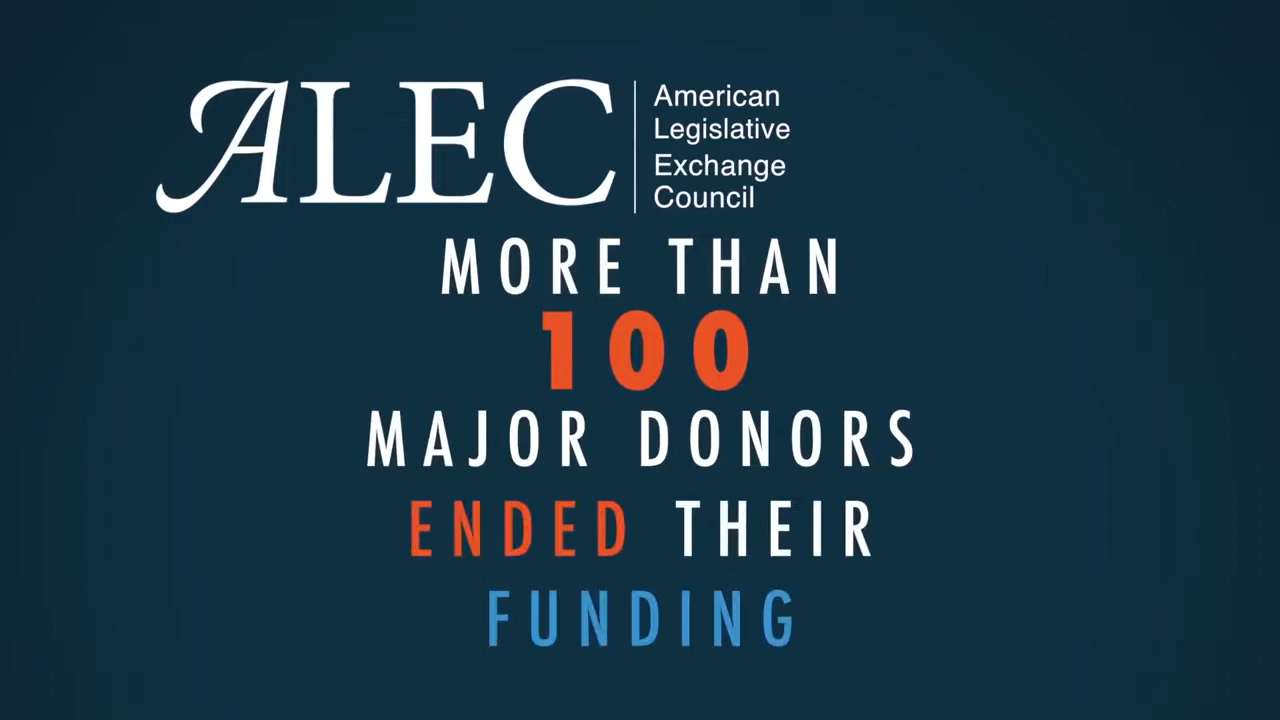 ALEC
American
Legislative
Exchange
Council
MORE THAN
100
MAJOR DONORS
ENDED THEIR
FUNDING